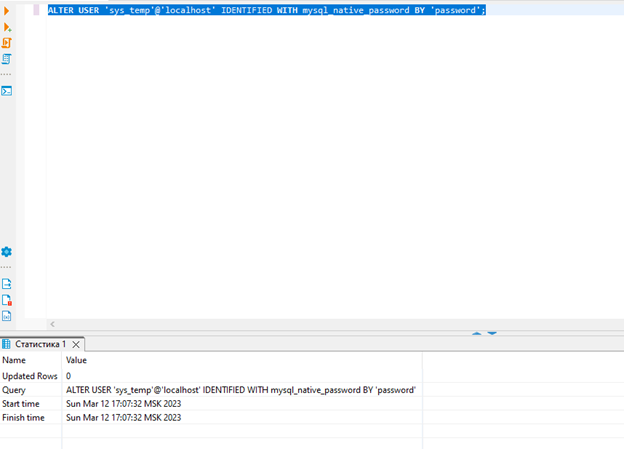 ALTER USER 'sys_temp'@'localhost' IDENTIFIED WITH mysql_native_password BY 'password';
Статистика 1
Name Value
Updated Rows 0
Query ALTER USER 'sys_temp'@'localhost' IDENTIFIED WITH mysql_native_password BY 'password'
Start time Sun Mar 12 17:07:32 MSK 2023
Finish time Sun Mar 12 17:07:32 MSK 2023